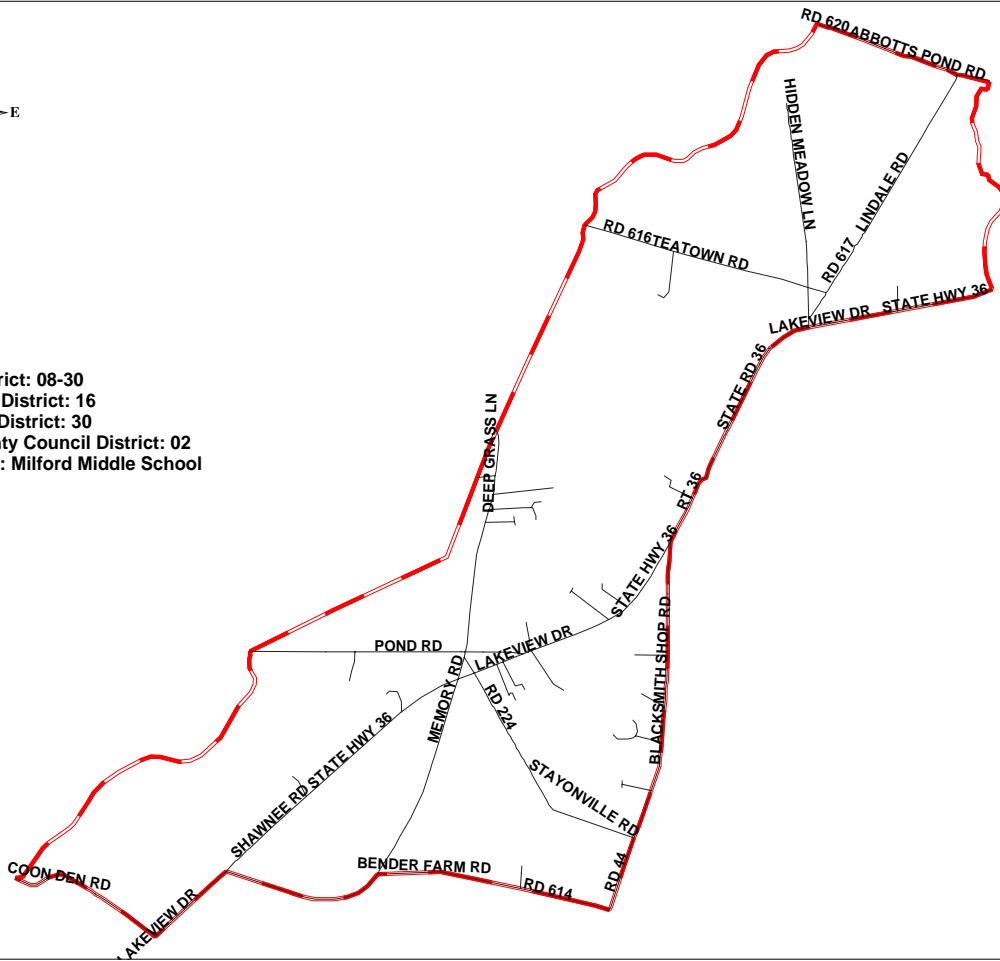 RD 620 ABBOTTS POND RD
E
HIDDEN MEADOW LN
RD 617 LINDALE RD
RD 616 TEATOWN RD
LAKEVIEW DR STATE HWY 36
STATE RD 36
rict: 08-30
District: 16
District: 30
nty Council District: 02
: Milford Middle School
DEEP GRASS LN
RT 36
STATE HWY 36
BLACKSMITH SHOP RD
POND RD
LAKEVIEW DR
MEMORY RD
RD 224
SHAWNEE RD STATE HWY 36
STAYONVILLE RD
BENDER FARM RD
RD 614
RD 44
COON DEN RD
LAKEVIEW DR